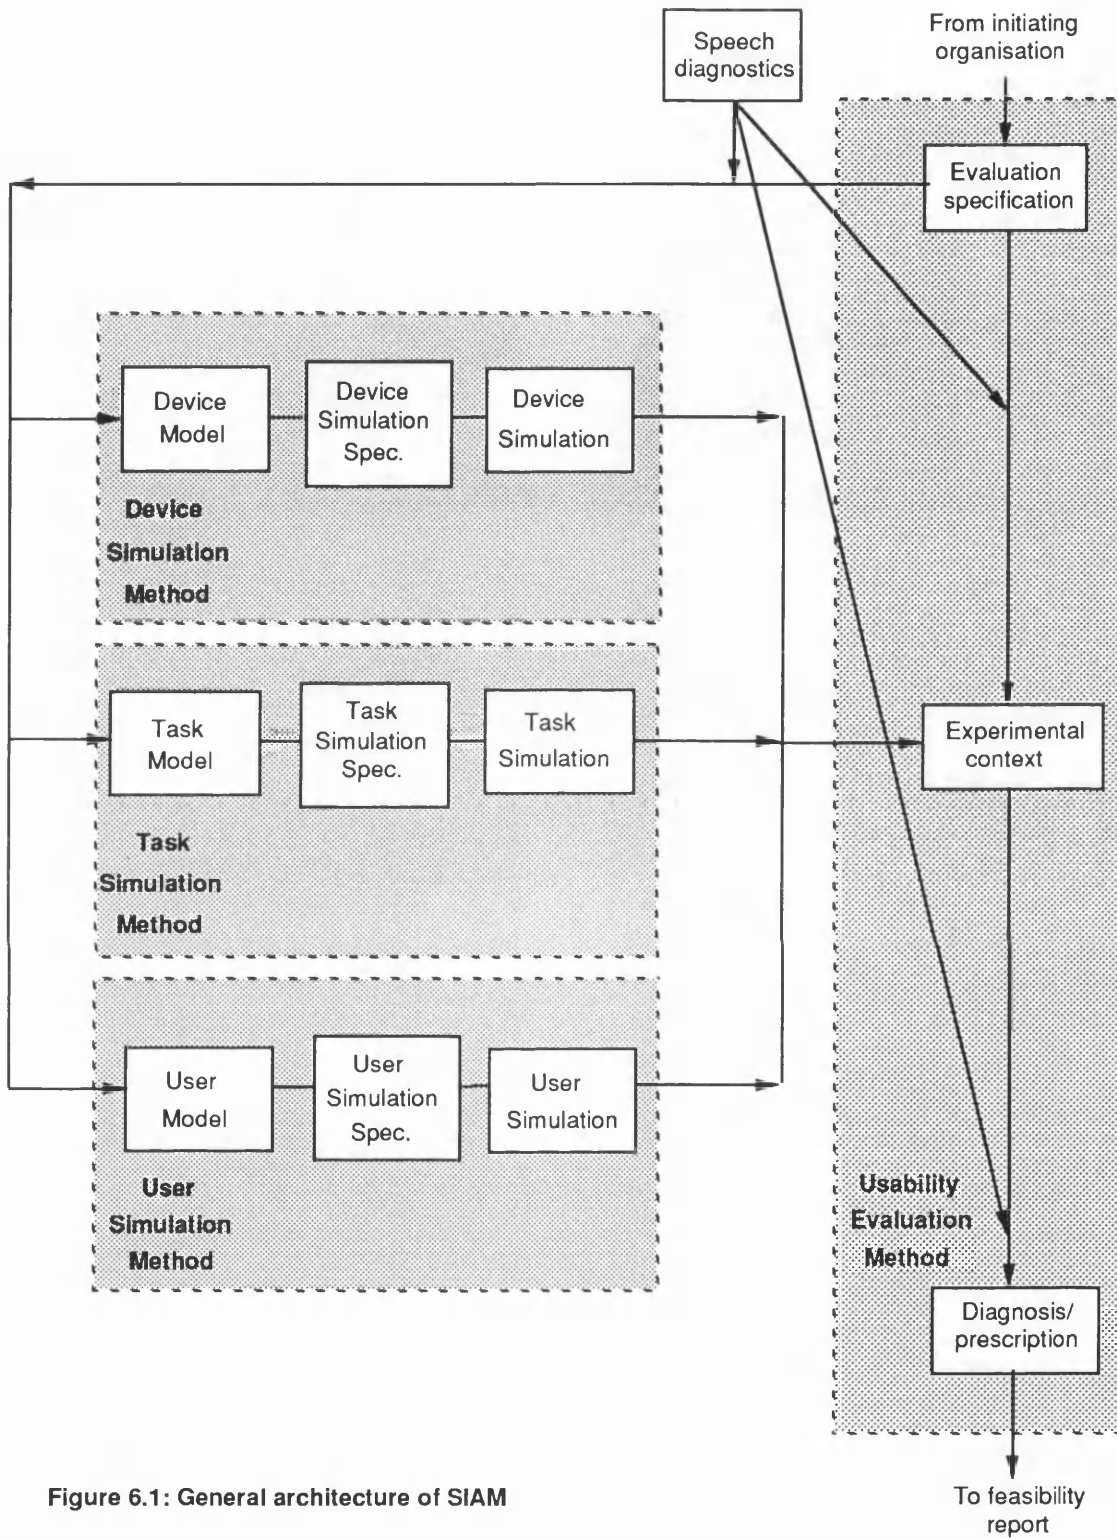 Speech
diagnostics
From initiating
organisation
Evaluation
specification
Device
Model
Device
Simulation
Spec.
Device
Simulation
Device
Simulation
Method
Task
Model
Task
Simulation
Spec.
Task
Simulation
Task
Simulation
Method
Experimental
context
User
Model
User
Simulation
Spec.
User
Simulation
User
Simulation
Method
Usability
Evaluation
Method
Diagnosis/
prescription
To feasibility
report
Figure 6.1: General architecture of SIAM